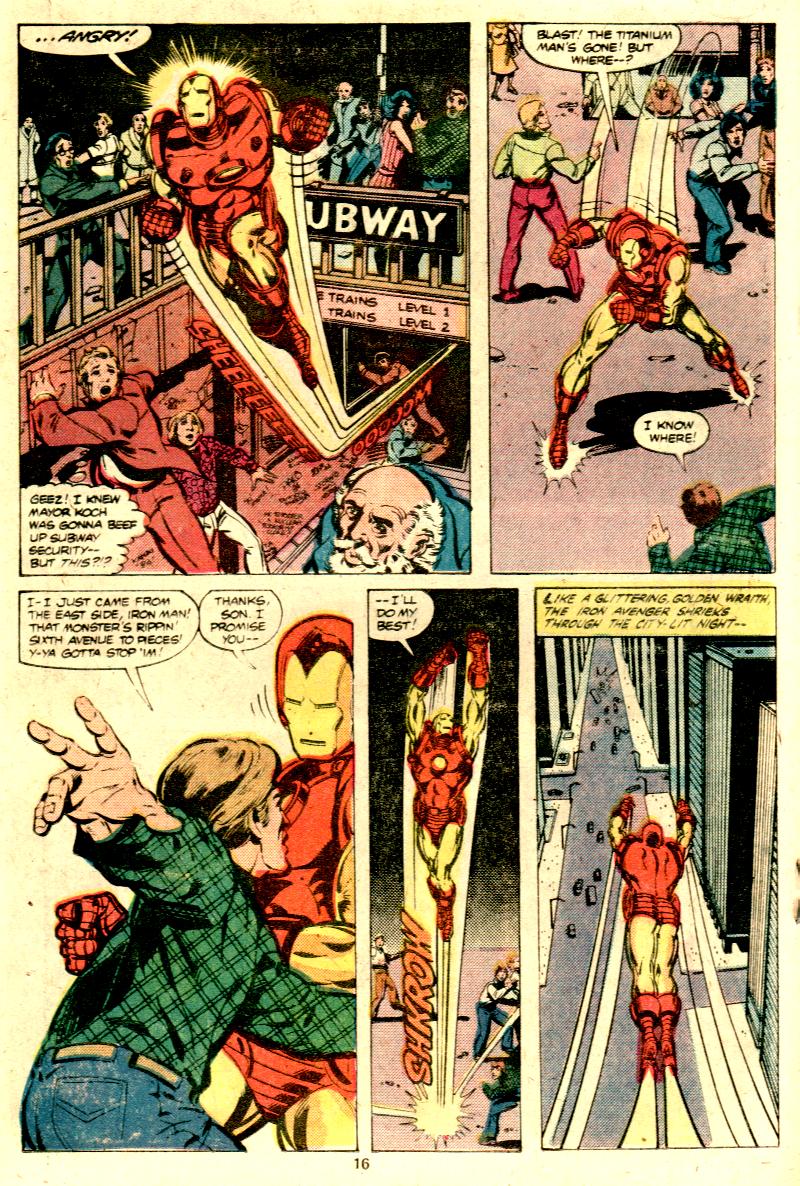 ...ANGRY!
UBWAY
E TRAINS LEVEL 1
TRAINS LEVEL 2
GEEZ! I KNEW
MAYOR KOCH
WAS GONNA BEEF
UP SUBWAY
SECURITY--
BUT THIS?!?
BLAST! THE TITANIUM
MAN'S GONE! BUT
WHERE--?
I KNOW
WHERE!
I-I JUST CAME FROM
THE EAST SIDE, IRON MAN!
THAT MONSTER'S RIPPIN'
SIXTH AVENUE TO PIECES!
Y-YA GOTTA STOP 'IM!
THANKS,
SON. I
PROMISE
YOU--
--I'LL
DO MY
BEST!
SHKROW
LIKE A GLITTERING, GOLDEN WRAITH,
THE IRON AVENGER SHRIEKS
THROUGH THE CITY-LIT NIGHT--
16